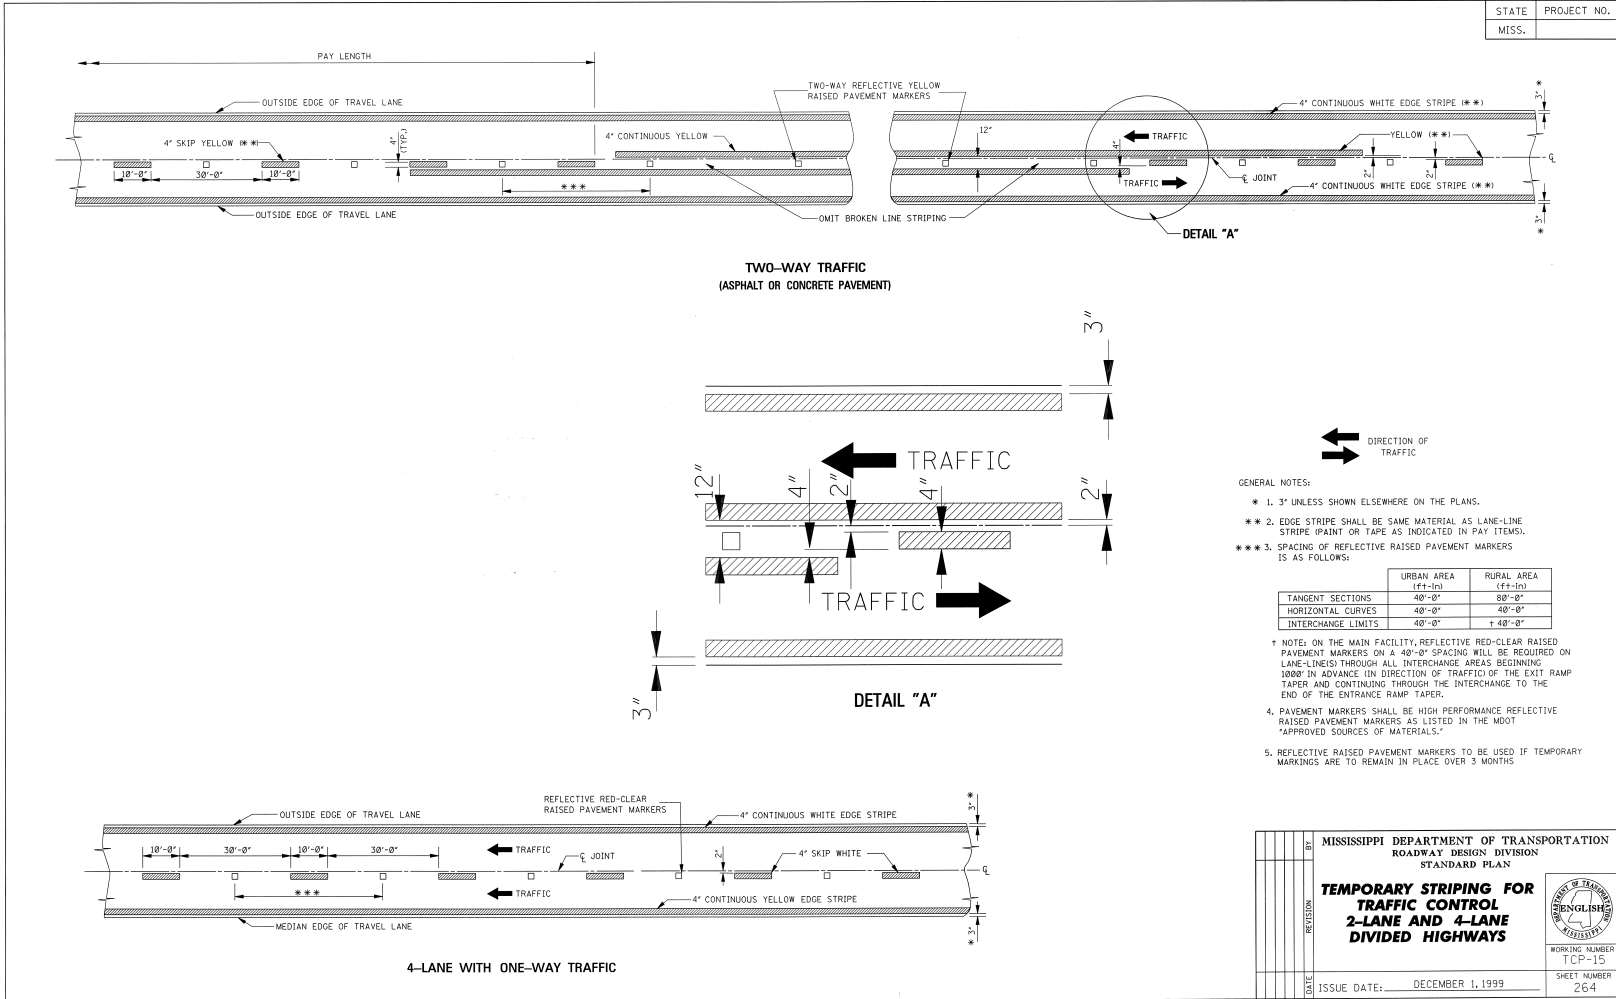 STATE PROJECT NO.
MISS.
PAY LENGTH
OUTSIDE EDGE OF TRAVEL LANE
4" SKIP YELLOW (**)
4" (TYP.)
4" CONTINUOUS YELLOW
TWO-WAY REFLECTIVE YELLOW
RAISED PAVEMENT MARKERS
12"
TRAFFIC
4"
4" CONTINUOUS WHITE EDGE STRIPE (**)
* 3"
YELLOW (**)
10'-0" 30'-0" 10'-0"
***
TRAFFIC
℄ JOINT
2"
2"
℄
4" CONTINUOUS WHITE EDGE STRIPE (**)
OUTSIDE EDGE OF TRAVEL LANE
OMIT BROKEN LINE STRIPING
* 3"
DETAIL "A"
TWO-WAY TRAFFIC
(ASPHALT OR CONCRETE PAVEMENT)
3"
TRAFFIC
12"
4"
2"
4"
2"
TRAFFIC
3"
DETAIL "A"
DIRECTION OF
TRAFFIC
GENERAL NOTES:
* 1. 3" UNLESS SHOWN ELSEWHERE ON THE PLANS.
** 2. EDGE STRIPE SHALL BE SAME MATERIAL AS LANE-LINE
STRIPE (PAINT OR TAPE AS INDICATED IN PAY ITEMS).
*** 3. SPACING OF REFLECTIVE RAISED PAVEMENT MARKERS
IS AS FOLLOWS:
URBAN AREA RURAL AREA
(ft-in) (ft-in)
TANGENT SECTIONS 40'-0" 80'-0"
HORIZONTAL CURVES 40'-0" 40'-0"
INTERCHANGE LIMITS 40'-0" † 40'-0"
† NOTE: ON THE MAIN FACILITY, REFLECTIVE RED-CLEAR RAISED
PAVEMENT MARKERS ON A 40'-0" SPACING WILL BE REQUIRED ON
LANE-LINE(S) THROUGH ALL INTERCHANGE AREAS BEGINNING
1000' IN ADVANCE (IN DIRECTION OF TRAFFIC) OF THE EXIT RAMP
TAPER AND CONTINUING THROUGH THE INTERCHANGE TO THE
END OF THE ENTRANCE RAMP TAPER.
4. PAVEMENT MARKERS SHALL BE HIGH PERFORMANCE REFLECTIVE
RAISED PAVEMENT MARKERS AS LISTED IN THE MDOT
"APPROVED SOURCES OF MATERIALS."
5. REFLECTIVE RAISED PAVEMENT MARKERS TO BE USED IF TEMPORARY
MARKINGS ARE TO REMAIN IN PLACE OVER 3 MONTHS
OUTSIDE EDGE OF TRAVEL LANE
REFLECTIVE RED-CLEAR
RAISED PAVEMENT MARKERS
4" CONTINUOUS WHITE EDGE STRIPE
3" *
10'-0" 30'-0" 10'-0" 30'-0"
TRAFFIC
℄ JOINT
2"
4" SKIP WHITE
℄
***
TRAFFIC
4" CONTINUOUS YELLOW EDGE STRIPE
MEDIAN EDGE OF TRAVEL LANE
* 3"
4-LANE WITH ONE-WAY TRAFFIC
BY
REVISION
DATE
MISSISSIPPI DEPARTMENT OF TRANSPORTATION
ROADWAY DESIGN DIVISION
STANDARD PLAN
TEMPORARY STRIPING FOR
TRAFFIC CONTROL
2-LANE AND 4-LANE
DIVIDED HIGHWAYS
DEPARTMENT OF TRANSPORTATION
ENGLISH
MISSISSIPPI
WORKING NUMBER
TCP-15
ISSUE DATE: DECEMBER 1, 1999
SHEET NUMBER
264